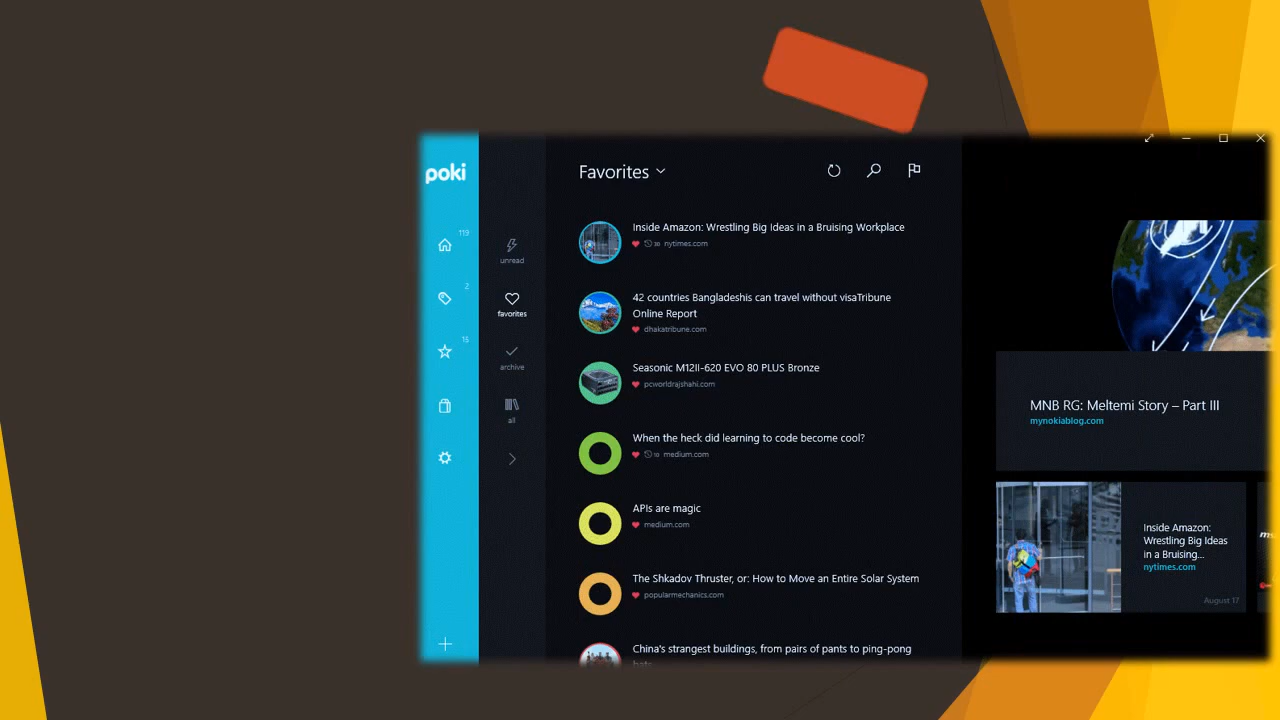 poki
119
2
15
unread
favorites
archive
all
Favorites
Inside Amazon: Wrestling Big Ideas in a Bruising Workplace
30 nytimes.com
42 countries Bangladeshis can travel without visaTribune
Online Report
dhakatribune.com
Seasonic M12II-620 EVO 80 PLUS Bronze
pcworldrajshahi.com
When the heck did learning to code become cool?
10 medium.com
APIs are magic
medium.com
The Shkadov Thruster, or: How to Move an Entire Solar System
popularmechanics.com
China's strangest buildings, from pairs of pants to ping-pong
bats
MNB RG: Meltemi Story – Part III
mynokiablog.com
Inside Amazon:
Wrestling Big Ideas
in a Bruising...
nytimes.com
August 17